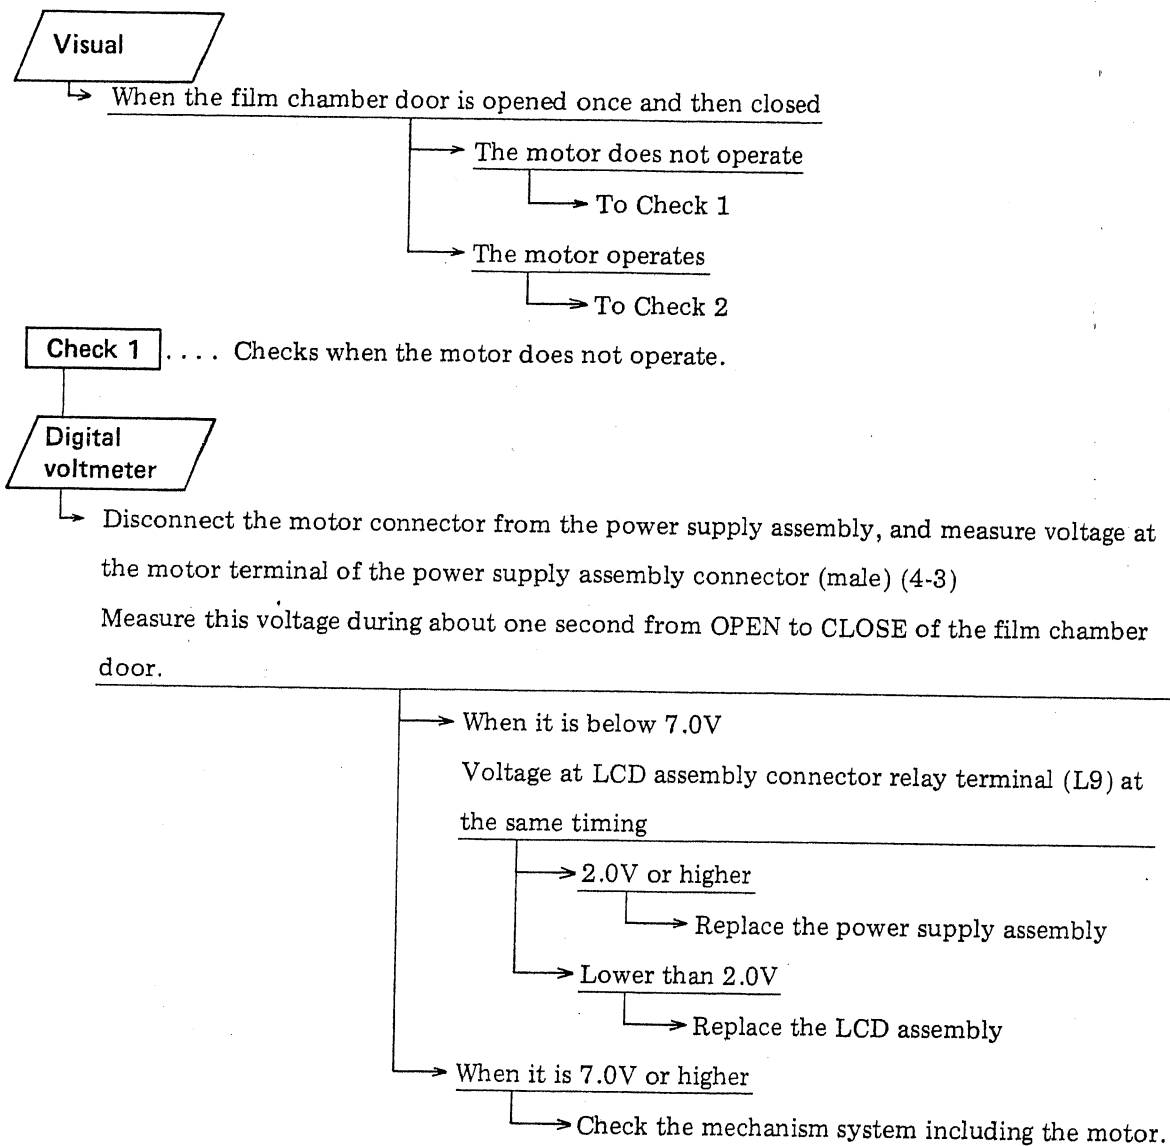 Visual
When the film chamber door is opened once and then closed
The motor does not operate
To Check 1
The motor operates
To Check 2
Check 1 .... Checks when the motor does not operate.
Digital
voltmeter
Disconnect the motor connector from the power supply assembly, and measure voltage at
the motor terminal of the power supply assembly connector (male) (4-3)
Measure this voltage during about one second from OPEN to CLOSE of the film chamber
door.
When it is below 7.0V
Voltage at LCD assembly connector relay terminal (L9) at
the same timing
2.0V or higher
Replace the power supply assembly
Lower than 2.0V
Replace the LCD assembly
When it is 7.0V or higher
Check the mechanism system including the motor.